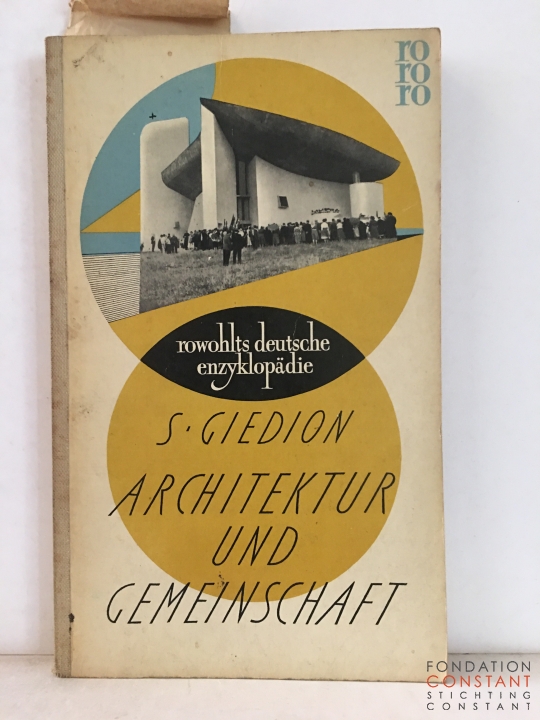 ro
ro
ro
rowohlts deutsche
enzyklopädie
S. GIEDION
ARCHITEKTUR
UND
GEMEINSCHAFT
FONDATION
CONSTANT
STICHTING
CONSTANT